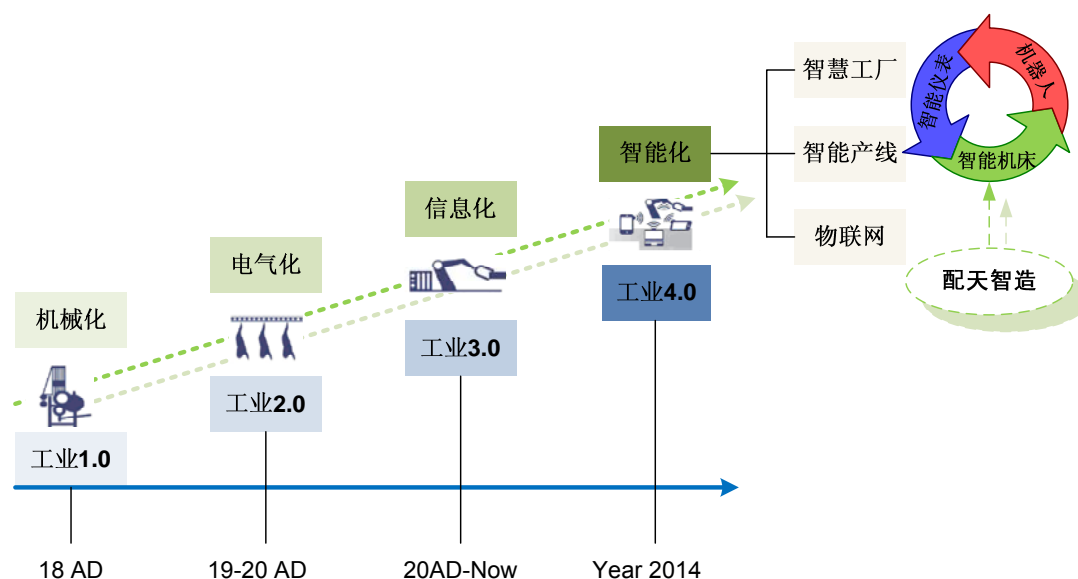 机械化
工业1.0
18 AD
电气化
工业2.0
19-20 AD
信息化
工业3.0
20AD-Now
智能化
工业4.0
Year 2014
智慧工厂
智能产线
物联网
智能仪表
机器人
智能机床
配天智造